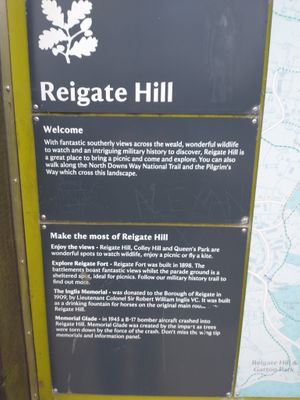 Reigate Hill
Welcome
With fantastic southerly views across the weald, wonderful wildlife
to watch and an intriguing military history to discover, Reigate Hill is
a great place to bring a picnic and come and explore. You can also
walk along the North Downs Way National Trail and the Pilgrim's
Way which cross this landscape.
Make the most of Reigate Hill
Enjoy the views - Reigate Hill, Colley Hill and Queen's Park are
wonderful spots to watch wildlife, enjoy a picnic or fly a kite.
Explore Reigate Fort - Reigate Fort was built in 1898. The
battlements boast fantastic views whilst the parade ground is a
sheltered spot, ideal for picnics. Follow our military history trail to
find out more.
The Inglis Memorial - was donated to the Borough of Reigate in
1909, by Lieutenant Colonel Sir Robert William Inglis VC. It was built
as a drinking fountain for horses on the original main
Reigate Hill.
Memorial Glade - in 1945 a B-17 bomber aircraft crashed into
Reigate Hill. Memorial Glade was created by the impact as trees
were torn down by the force of the crash. Don't miss the wing tip
memorials and information panel.
Reigate Hill &
Gatton Park